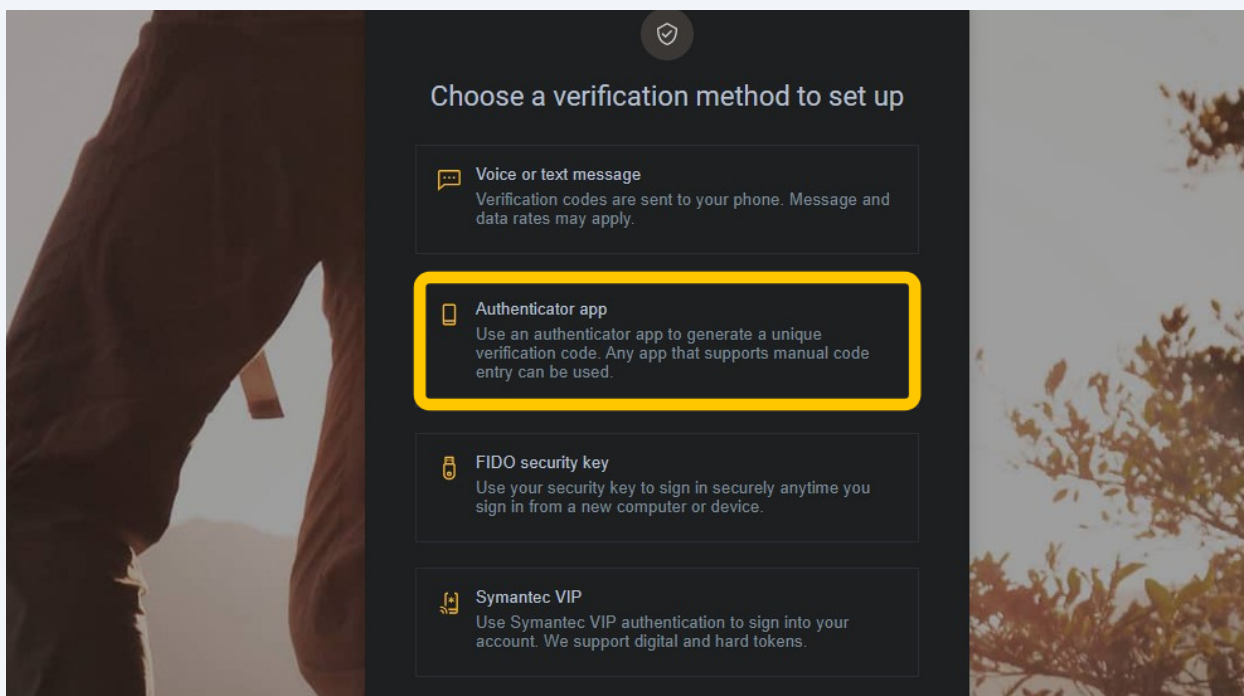 Choose a verification method to set up
Voice or text message
Verification codes are sent to your phone. Message and
data rates may apply.
Authenticator app
Use an authenticator app to generate a unique
verification code. Any app that supports manual code
entry can be used.
FIDO security key
Use your security key to sign in securely anytime you
sign in from a new computer or device.
Symantec VIP
Use Symantec VIP authentication to sign into your
account. We support digital and hard tokens.